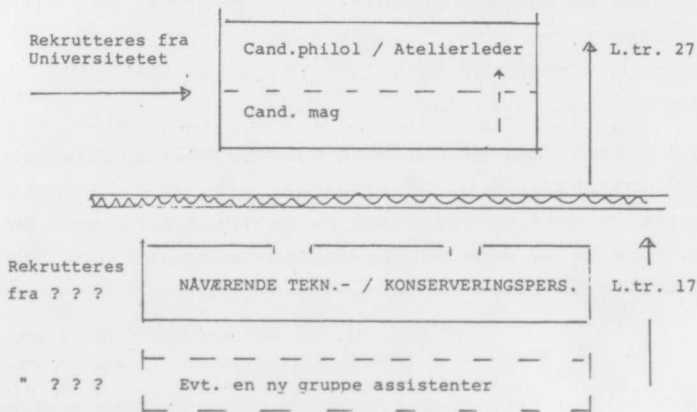 Rekrutteres fra
Universitetet
Cand.philol / Atelierleder
L.tr. 27
Cand. mag
Rekrutteres
fra ? ? ?
NÅVÆRENDE TEKN.- / KONSERVERINGSPERS.
L.tr. 17
" ? ? ?
Evt. en ny gruppe assistenter